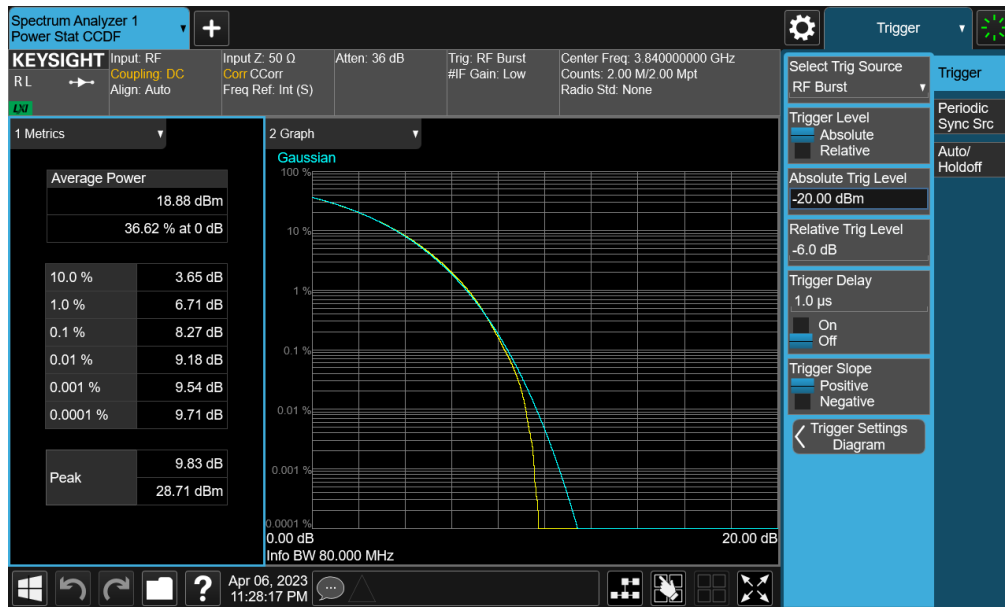 Spectrum Analyzer 1
Power Stat CCDF
+
Trigger
KEYSIGHT
R L
LXI
Input: RF
Coupling: DC
Align: Auto
Input Z: 50 Ω
Corr CCorr
Freq Ref: Int (S)
Atten: 36 dB
Trig: RF Burst
#IF Gain: Low
Center Freq: 3.840000000 GHz
Counts: 2.00 M/2.00 Mpt
Radio Std: None
1 Metrics
Average Power
18.88 dBm
36.62 % at 0 dB
10.0 % 3.65 dB
1.0 % 6.71 dB
0.1 % 8.27 dB
0.01 % 9.18 dB
0.001 % 9.54 dB
0.0001 % 9.71 dB
Peak
9.83 dB
28.71 dBm
2 Graph
Gaussian
100 %
10 %
1 %
0.1 %
0.01 %
0.001 %
0.0001 %
0.00 dB 20.00 dB
Info BW 80.000 MHz
Select Trig Source
RF Burst
Trigger Level
Absolute
Relative
Absolute Trig Level
-20.00 dBm
Relative Trig Level
-6.0 dB
Trigger Delay
1.0 μs
On
Off
Trigger Slope
Positive
Negative
Trigger Settings
Diagram
Trigger
Periodic
Sync Src
Auto/
Holdoff
?
Apr 06, 2023
11:28:17 PM